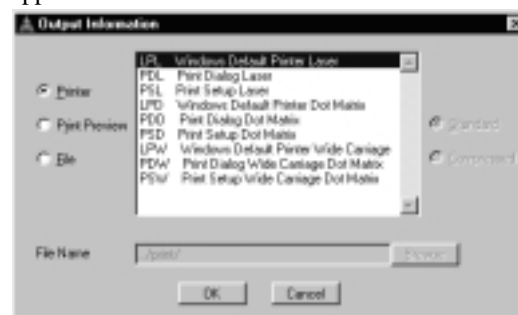 Output Information
LPL Windows Default Printer Laser
PDL Print Dialog Laser
PSL Print Setup Laser
LPD Windows Default Printer Dot Matrix
PDD Print Dialog Dot Matrix
PSD Print Setup Dot Matrix
LPW Windows Default Printer Wide Carriage
PDW Print Dialog Wide Carriage Dot Matrix
PSW Print Setup Wide Carriage Dot Matrix
Printer
Print Preview
File
Standard
Compressed
File Name
./print/
Browse
OK
Cancel